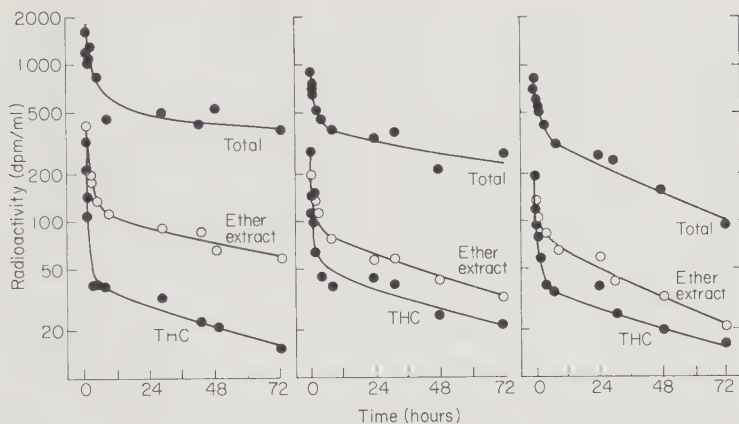 2000
1000
500
200
100
50
20
Radioactivity (dpm/ml)
Total
Ether
extract
THC
0 24 48 72
Total
Ether
extract
THC
0 24 48 72
Total
Ether
extract
THC
0 24 48 72
Time (hours)